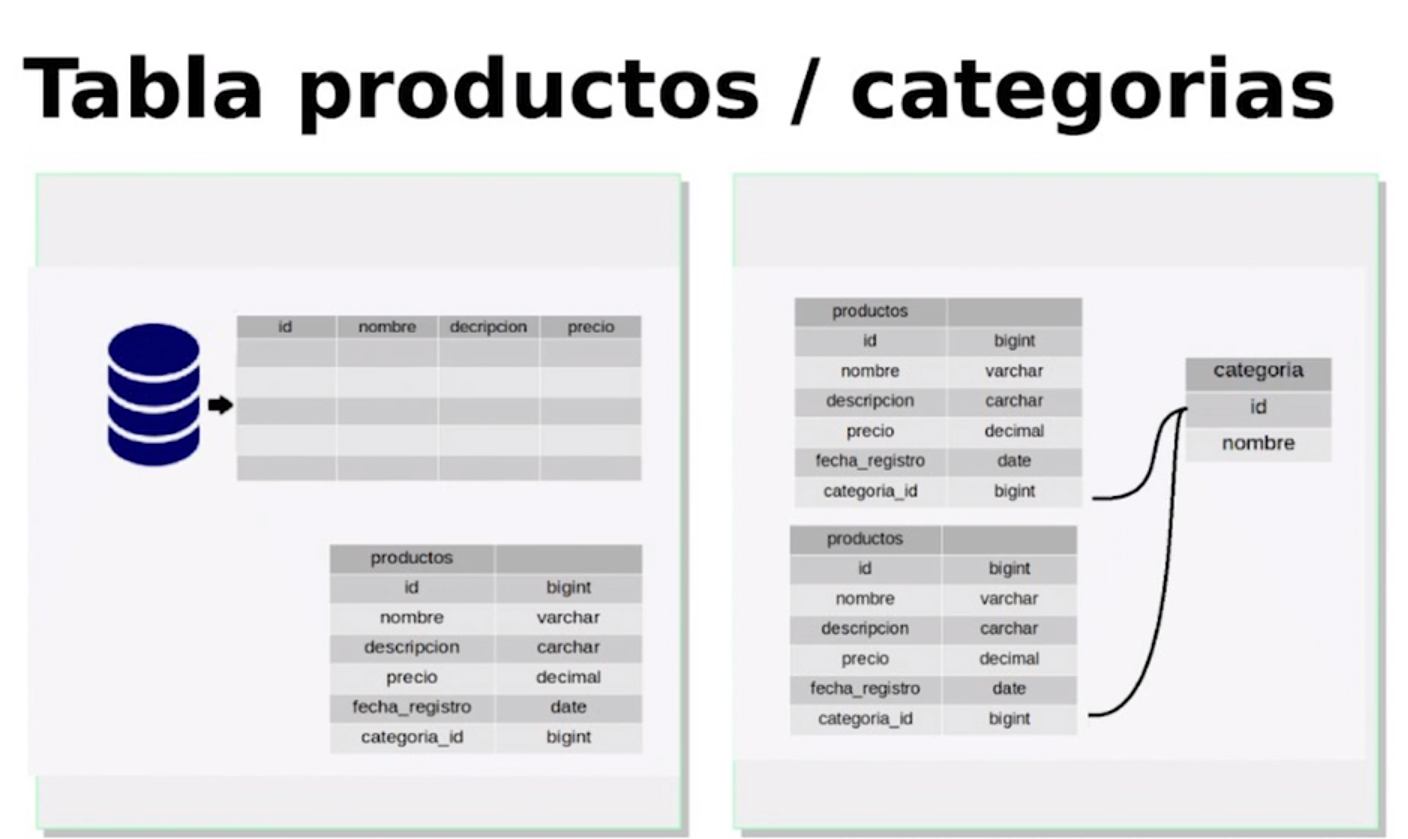 Tabla productos / categorias
id nombre decripcion precio
productos
id bigint
nombre varchar
descripcion carchar
precio decimal
fecha_registro date
categoria_id bigint
productos
id bigint
nombre varchar
descripcion carchar
precio decimal
fecha_registro date
categoria_id bigint
productos
id bigint
nombre varchar
descripcion carchar
precio decimal
fecha_registro date
categoria_id bigint
categoria
id
nombre